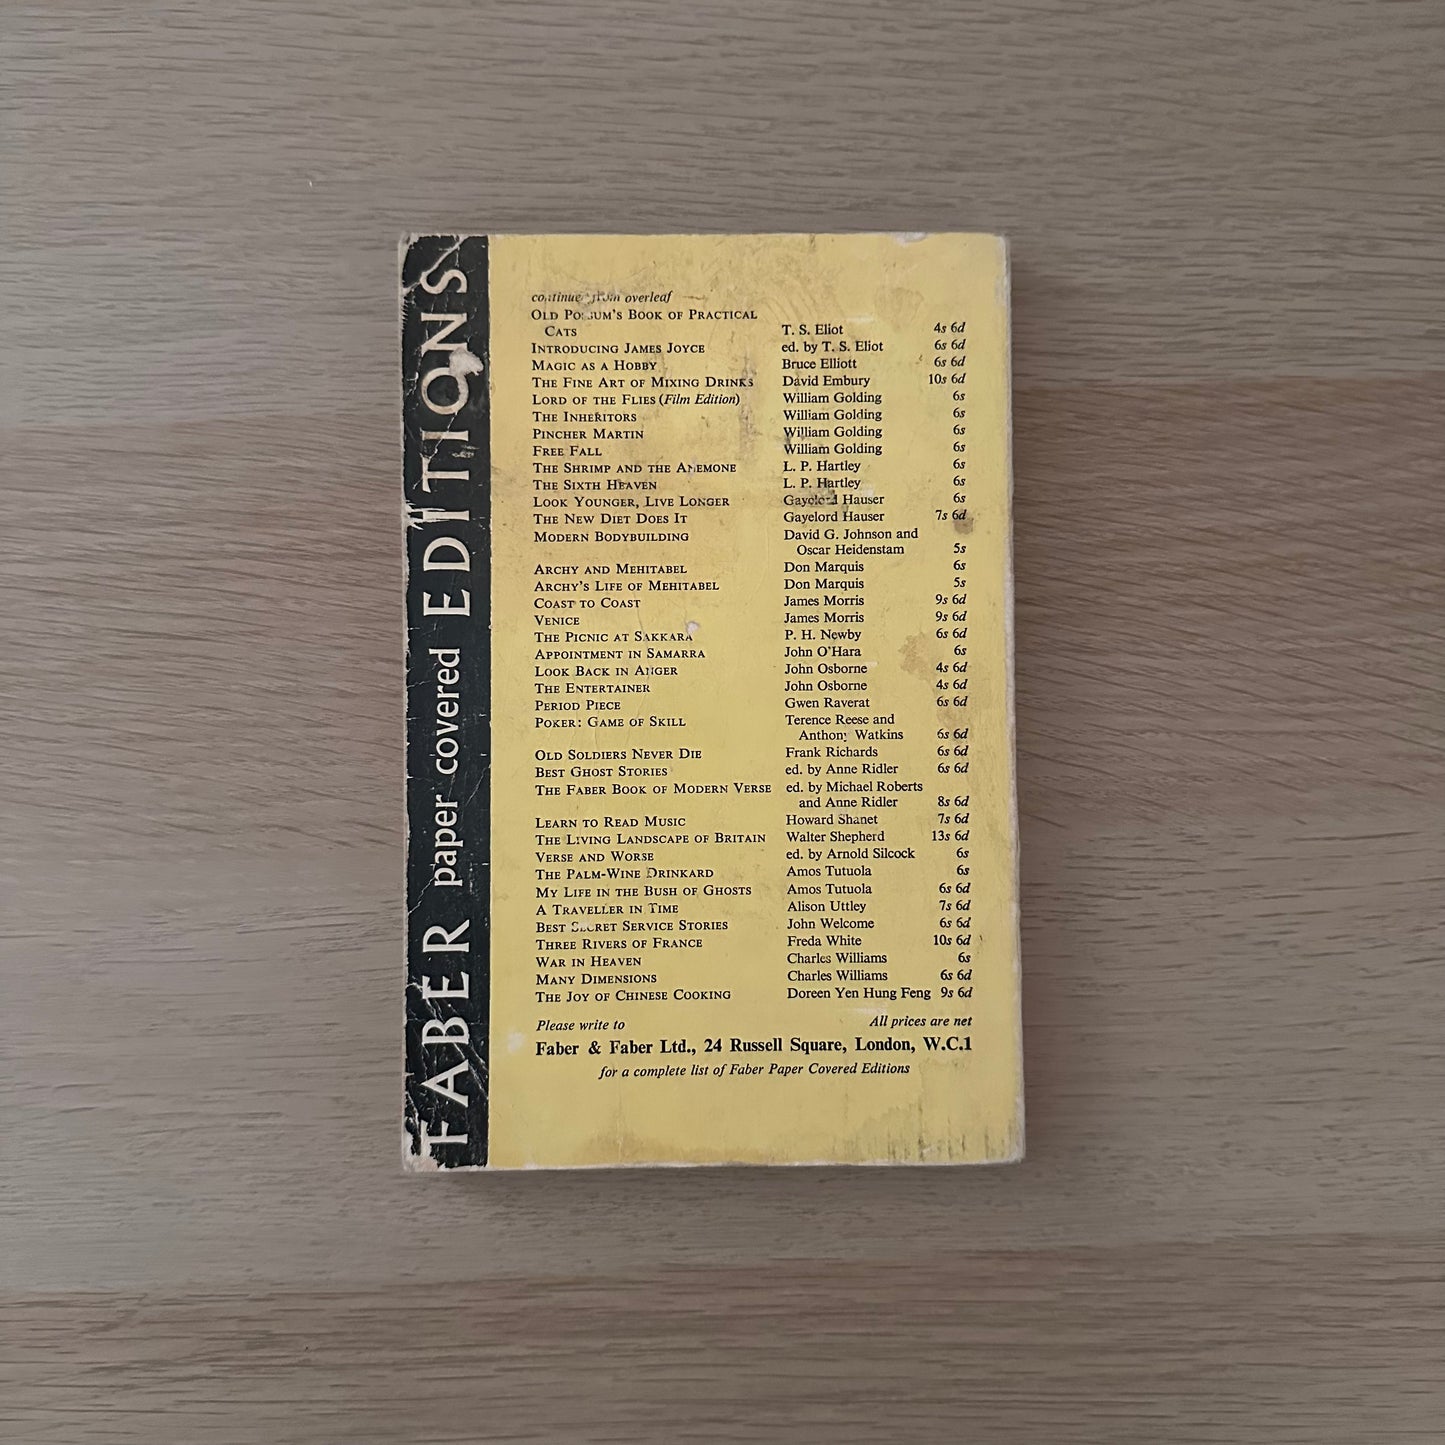 FABER paper covered EDITIONS
continued from overleaf
Old Possum's Book of Practical
Cats T. S. Eliot 4s 6d
Introducing James Joyce ed. by T. S. Eliot 6s 6d
Magic as a Hobby Bruce Elliott 6s 6d
The Fine Art of Mixing Drinks David Embury 10s 6d
Lord of the Flies (Film Edition) William Golding 6s
The Inheritors William Golding 6s
Pincher Martin William Golding 6s
Free Fall William Golding 6s
The Shrimp and the Anemone L. P. Hartley 6s
The Sixth Heaven L. P. Hartley 6s
Look Younger, Live Longer Gayelord Hauser 6s
The New Diet Does It Gayelord Hauser 7s 6d
Modern Bodybuilding David G. Johnson and
Oscar Heidenstam 5s
Archy and Mehitabel Don Marquis 6s
Archy's Life of Mehitabel Don Marquis 5s
Coast to Coast James Morris 9s 6d
Venice James Morris 9s 6d
The Picnic at Sakkara P. H. Newby 6s 6d
Appointment in Samarra John O'Hara 6s
Look Back in Anger John Osborne 4s 6d
The Entertainer John Osborne 4s 6d
Period Piece Gwen Raverat 6s 6d
Poker: Game of Skill Terence Reese and
Anthony Watkins 6s 6d
Old Soldiers Never Die Frank Richards 6s 6d
Best Ghost Stories ed. by Anne Ridler 6s 6d
The Faber Book of Modern Verse ed. by Michael Roberts
and Anne Ridler 8s 6d
Learn to Read Music Howard Shanet 7s 6d
The Living Landscape of Britain Walter Shepherd 13s 6d
Verse and Worse ed. by Arnold Silcock 6s
The Palm-Wine Drinkard Amos Tutuola 6s
My Life in the Bush of Ghosts Amos Tutuola 6s 6d
A Traveller in Time Alison Uttley 7s 6d
Best Secret Service Stories John Welcome 6s 6d
Three Rivers of France Freda White 10s 6d
War in Heaven Charles Williams 6s
Many Dimensions Charles Williams 6s 6d
The Joy of Chinese Cooking Doreen Yen Hung Feng 9s 6d
Please write to All prices are net
Faber & Faber Ltd., 24 Russell Square, London, W.C.1
for a complete list of Faber Paper Covered Editions